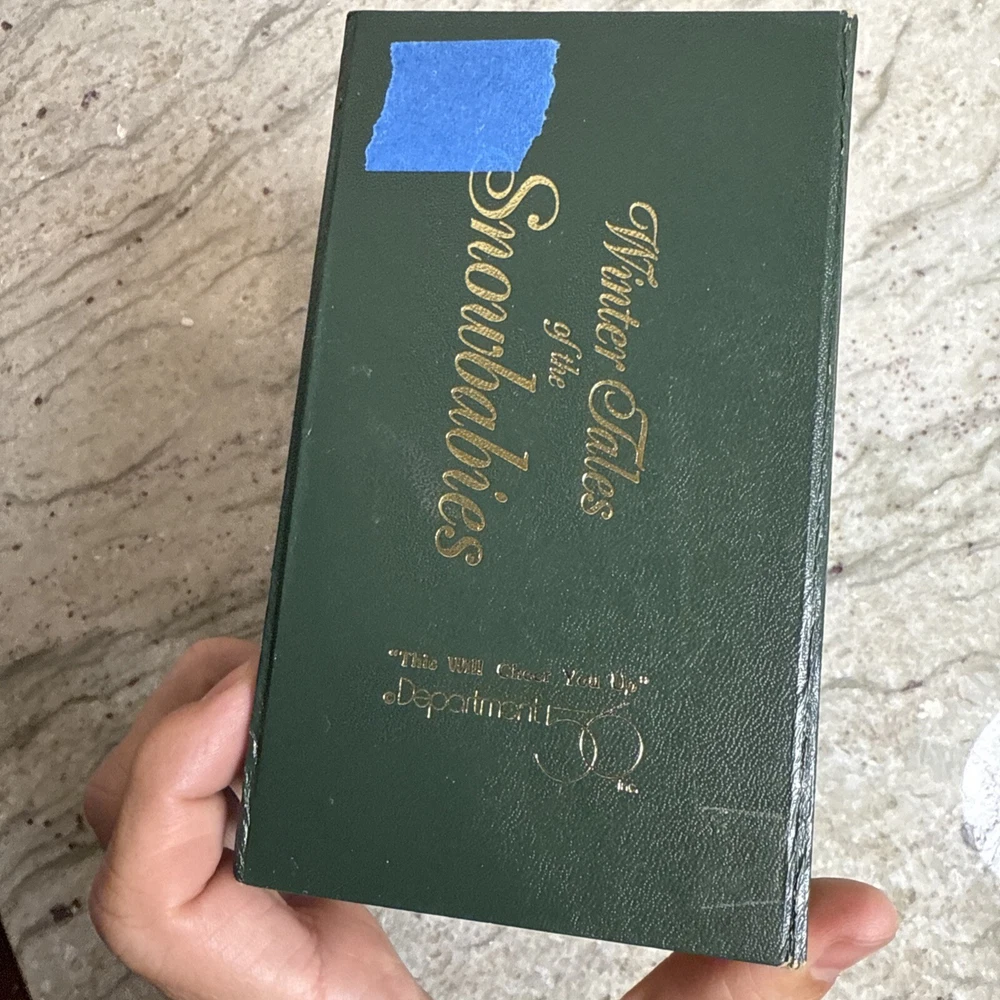 Winter Tales
of the
Snowbabies
"This Will Cheer You Up"
©Department 56 Inc.